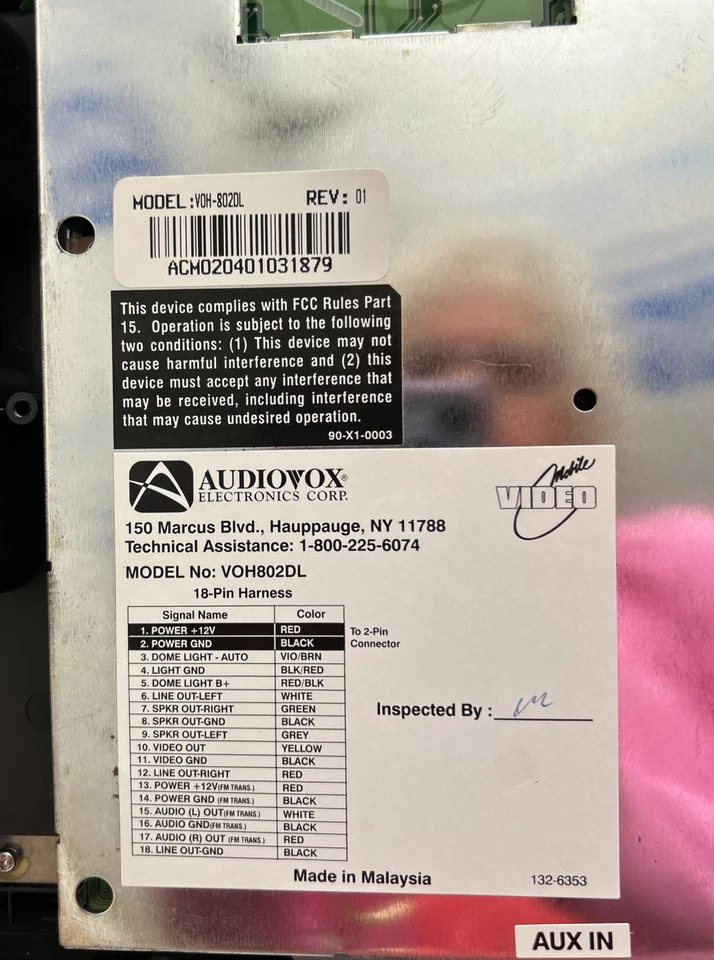 MODEL:VOH-802DL REV: 01
ACM020401031879
This device complies with FCC Rules Part
15. Operation is subject to the following
two conditions: (1) This device may not
cause harmful interference and (2) this
device must accept any interference that
may be received, including interference
that may cause undesired operation.
90-X1-0003
AUDIOVOX®
ELECTRONICS CORP.
Mobile
VIDEO
150 Marcus Blvd., Hauppauge, NY 11788
Technical Assistance: 1-800-225-6074
MODEL No: VOH802DL
18-Pin Harness
Signal Name Color
1. POWER +12V RED To 2-Pin
2. POWER GND BLACK Connector
3. DOME LIGHT - AUTO VIO/BRN
4. LIGHT GND BLK/RED
5. DOME LIGHT B+ RED/BLK
6. LINE OUT-LEFT WHITE
7. SPKR OUT-RIGHT GREEN
8. SPKR OUT-GND BLACK
9. SPKR OUT-LEFT GREY
10. VIDEO OUT YELLOW
11. VIDEO GND BLACK
12. LINE OUT-RIGHT RED
13. POWER +12V(FM TRANS.) RED
14. POWER GND (FM TRANS.) BLACK
15. AUDIO (L) OUT(FM TRANS.) WHITE
16. AUDIO GND(FM TRANS.) BLACK
17. AUDIO (R) OUT (FM TRANS.) RED
18. LINE OUT-GND BLACK
Inspected By :
Made in Malaysia 132-6353
AUX IN